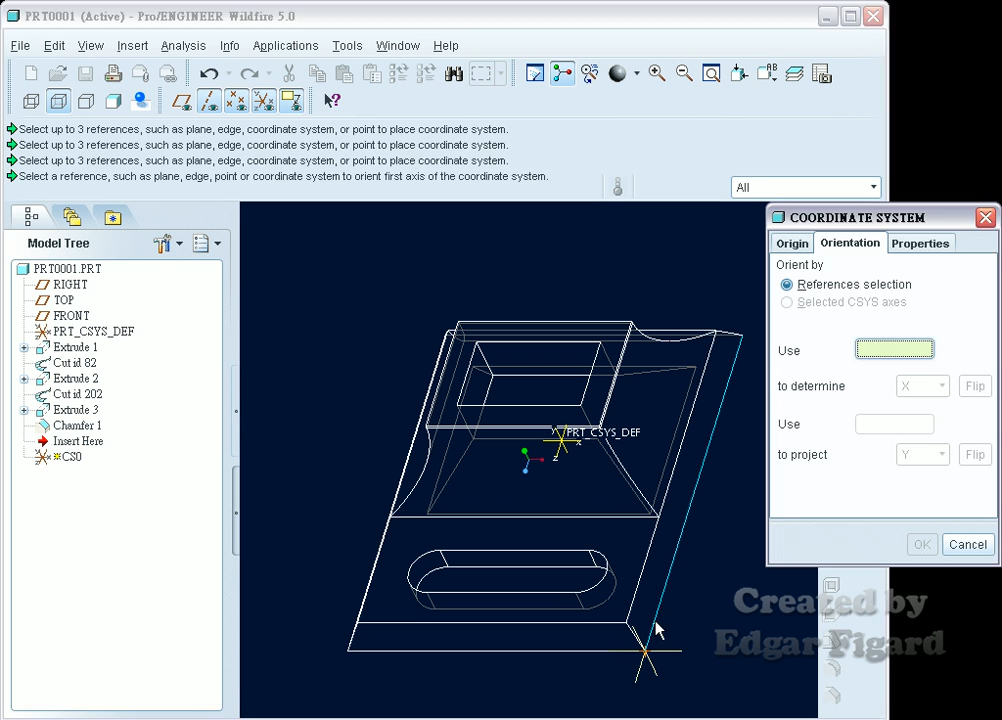 PRT0001 (Active) - Pro/ENGINEER Wildfire 5.0
File Edit View Insert Analysis Info Applications Tools Window Help
Select up to 3 references, such as plane, edge, coordinate system, or point to place coordinate system.
Select up to 3 references, such as plane, edge, coordinate system, or point to place coordinate system.
Select up to 3 references, such as plane, edge, coordinate system, or point to place coordinate system.
Select a reference, such as plane, edge, point or coordinate system to orient first axis of the coordinate system.
All
Model Tree
PRT0001.PRT
RIGHT
TOP
FRONT
PRT_CSYS_DEF
Extrude 1
Cut id 82
Extrude 2
Cut id 202
Extrude 3
Chamfer 1
Insert Here
CS0
Y PRT_CSYS_DEF
X
Z
COORDINATE SYSTEM
Origin Orientation Properties
Orient by
References selection
Selected CSYS axes
Use
to determine X Flip
Use
to project Y Flip
OK Cancel
Created by
Edgar Figard